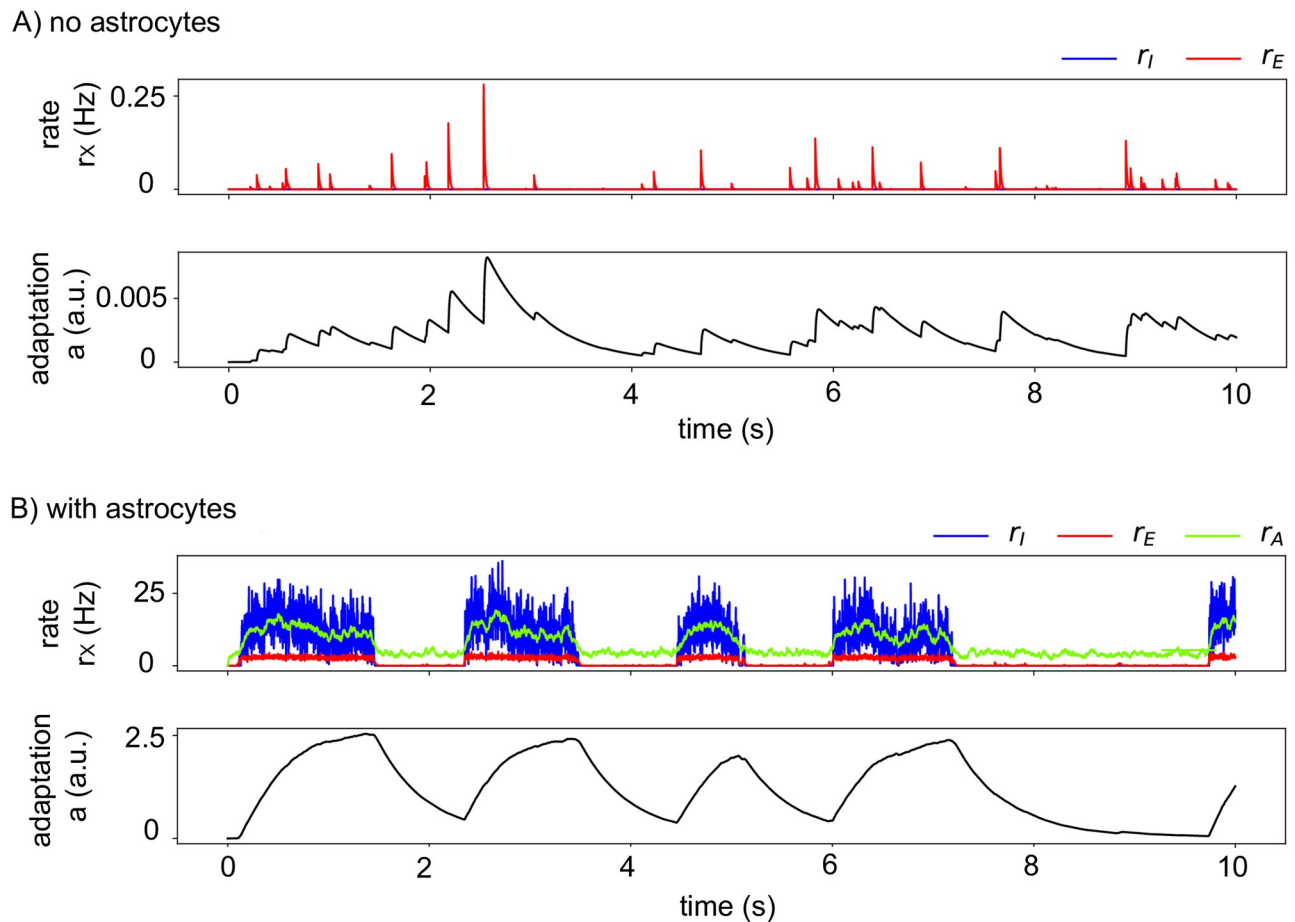 A) no astrocytes
r_I r_E
rate
rx (Hz)
0.25
0
adaptation
a (a.u.)
0.005
0
0 2 4 6 8 10
time (s)
B) with astrocytes
r_I r_E r_A
rate
rx (Hz)
25
0
adaptation
a (a.u.)
2.5
0
0 2 4 6 8 10
time (s)